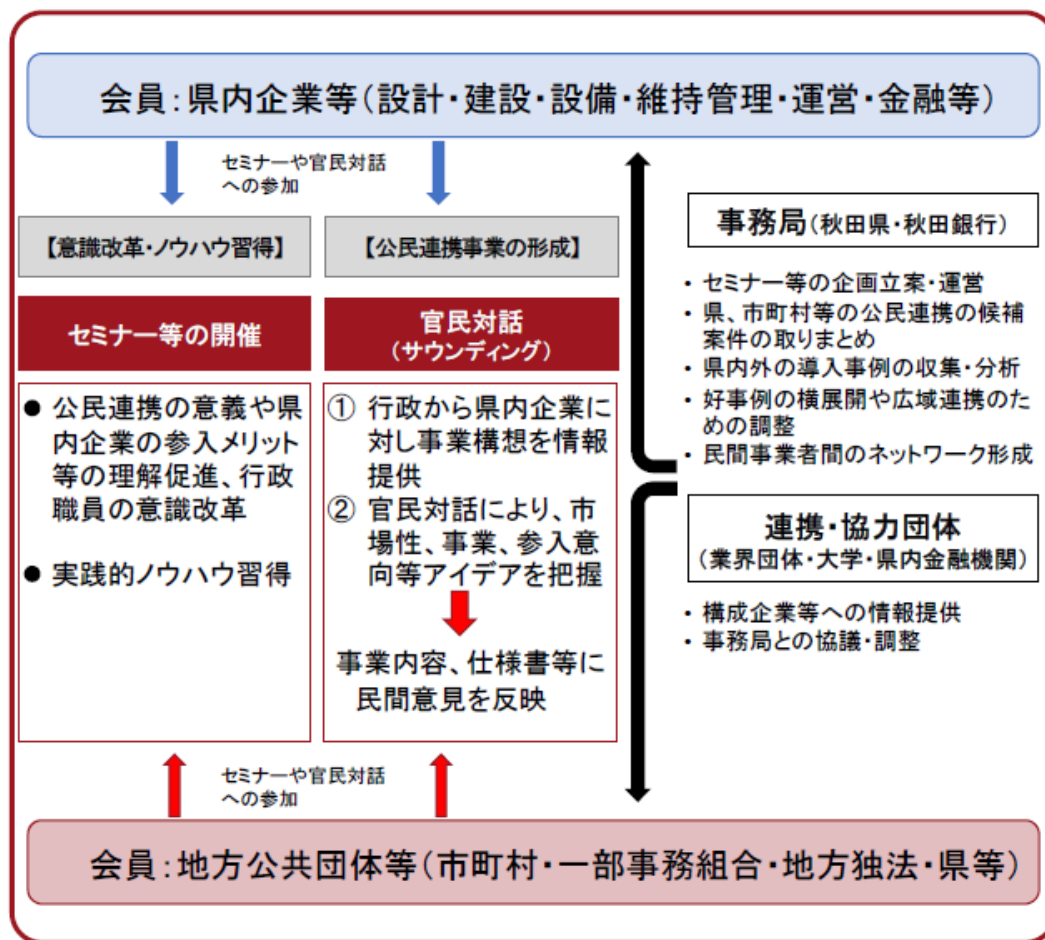 会員:県内企業等(設計・建設・設備・維持管理・運営・金融等)
セミナーや官民対話
への参加
【意識改革・ノウハウ習得】
【公民連携事業の形成】
セミナー等の開催
官民対話
(サウンディング)
● 公民連携の意義や県
内企業の参入メリット
等の理解促進、行政
職員の意識改革
● 実践的ノウハウ習得
① 行政から県内企業に
対し事業構想を情報
提供
② 官民対話により、市
場性、事業、参入意
向等アイデアを把握
事業内容、仕様書等に
民間意見を反映
事務局(秋田県・秋田銀行)
・ セミナー等の企画立案・運営
・ 県、市町村等の公民連携の候補
案件の取りまとめ
・ 県内外の導入事例の収集・分析
・ 好事例の横展開や広域連携のた
めの調整
・ 民間事業者間のネットワーク形成
連携・協力団体
(業界団体・大学・県内金融機関)
・ 構成企業等への情報提供
・ 事務局との協議・調整
セミナーや官民対話
への参加
会員:地方公共団体等(市町村・一部事務組合・地方独法・県等)